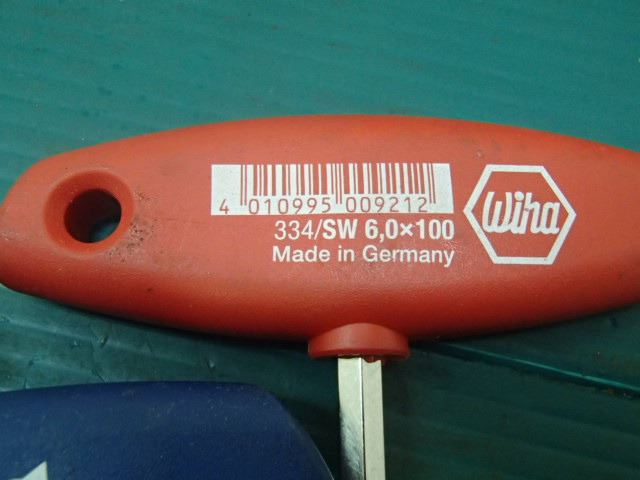 4 010995 009212
334/SW 6,0×100
Made in Germany
Wiha